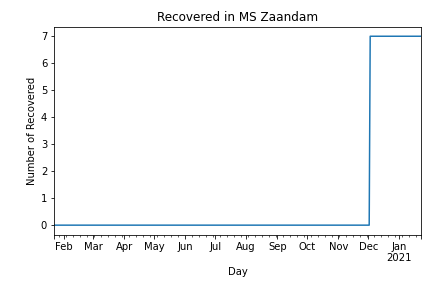 Recovered in MS Zaandam
7
6
5
4
3
2
1
0
Number of Recovered
Feb Mar Apr May Jun Jul Aug Sep Oct Nov Dec Jan
2021
Day